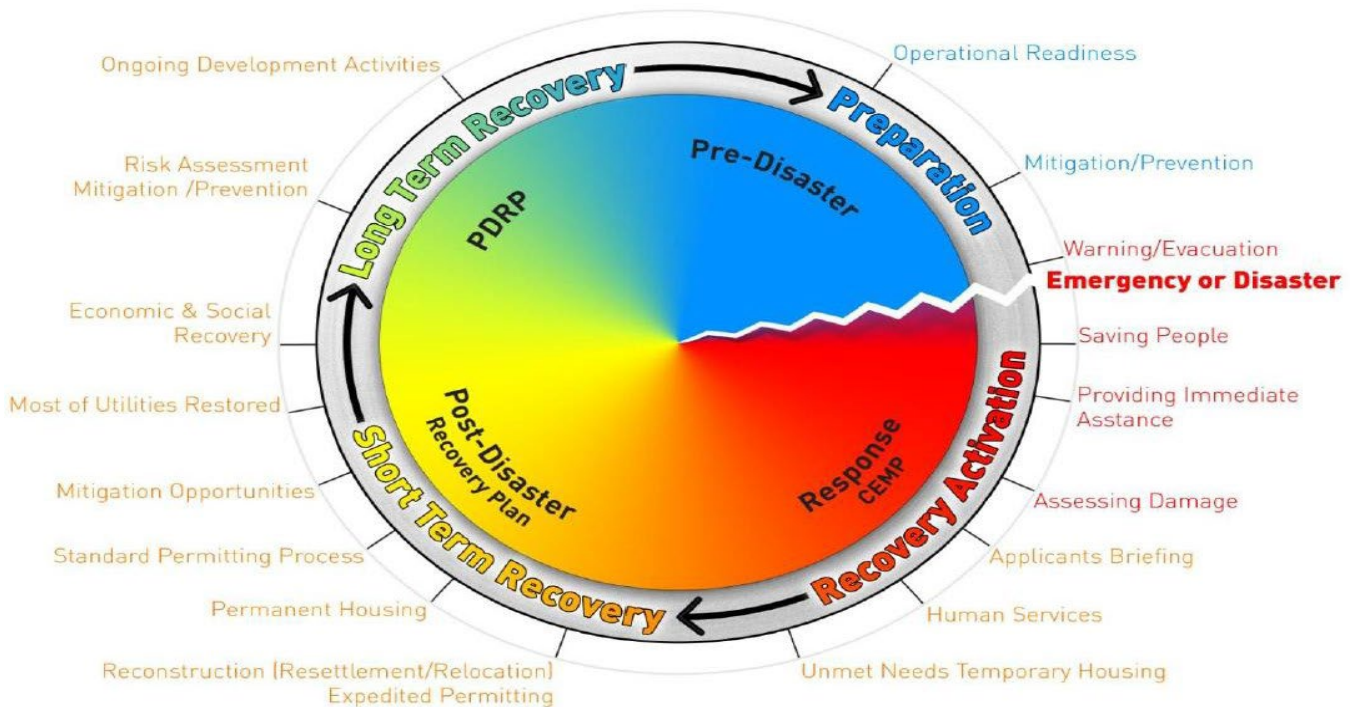 Operational Readiness
Preparation
Mitigation/Prevention
Warning/Evacuation
Emergency or Disaster
Saving People
Providing Immediate
Asstance
Assessing Damage
Applicants Briefing
Human Services
Unmet Needs Temporary Housing
Recovery Activation
Reconstruction (Resettlement/Relocation)
Expedited Permitting
Permanent Housing
Standard Permitting Process
Mitigation Opportunities
Short Term Recovery
Most of Utilities Restored
Economic & Social
Recovery
Risk Assessment
Mitigation /Prevention
Ongoing Development Activities
Long Term Recovery
Pre-Disaster
Response
CEMP
Post-Disaster
Recovery Plan
PDRP